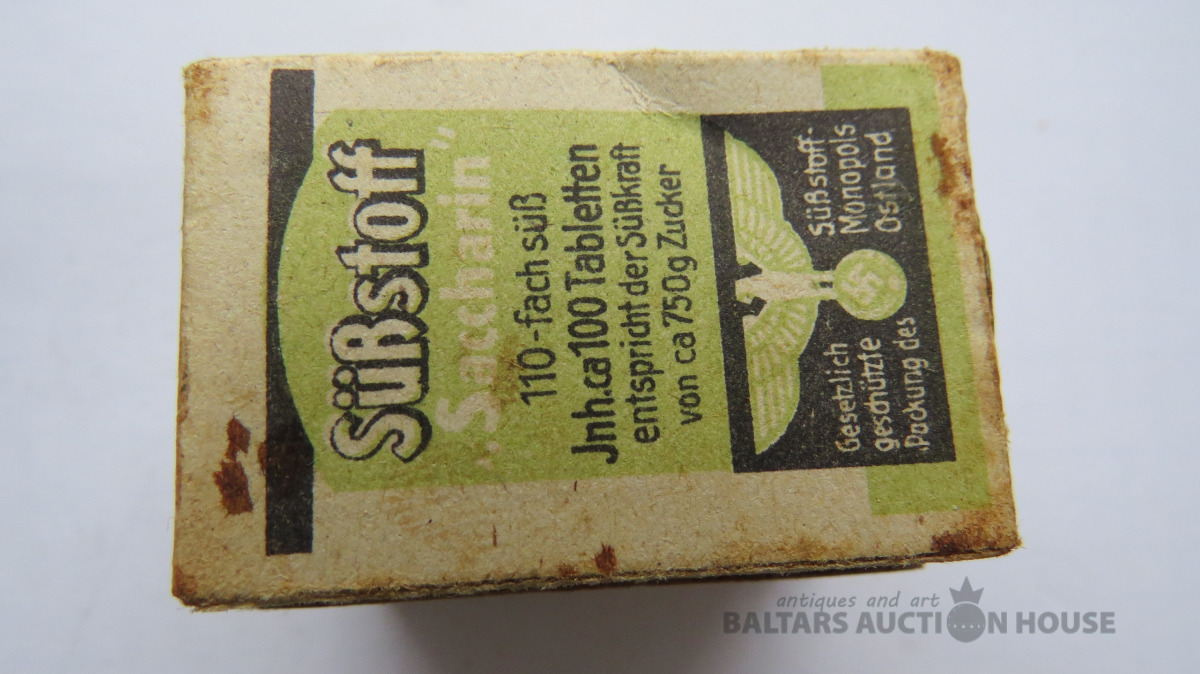 Süßstoff
„Saccharin”
110-fach süß
Jnh.ca 100 Tabletten
entspricht der Süßkraft
von ca 750g Zucker
Gesetzlich
geschützte
Packung des
Süßstoff-
Monopols
Ostland
antiques and art
BALTARS AUCTION HOUSE